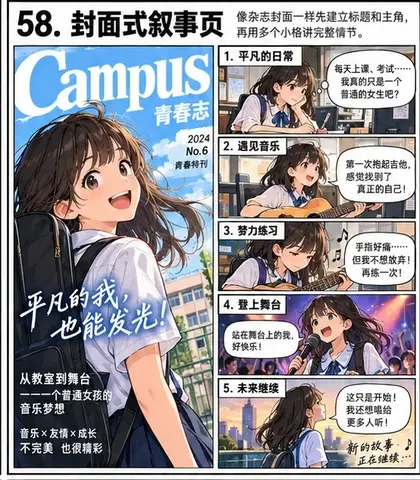 58. 封面式叙事页
像杂志封面一样先建立标题和主角，
再用多个小格讲完整情节。
Campus
青春志
2024
No.6
青春特刊
平凡的我，
也能发光！
从教室到舞台
———一个普通女孩的
音乐梦想
音乐×友情×成长
不完美 也很精彩
1. 平凡的日常
每天上课、考试……
我真的只是一个
普通的女生吧？
2. 遇见音乐
第一次抱起吉他，
感觉找到了
真正的自己！
3. 梦力练习
乎指好痛……
但我不想放弃！
再练一次！
4. 登上舞台
站在舞台上的我，
好快乐！
5. 未来继续
这只是开始！
我还想唱给
更多人听！
新的故事
正在继续…